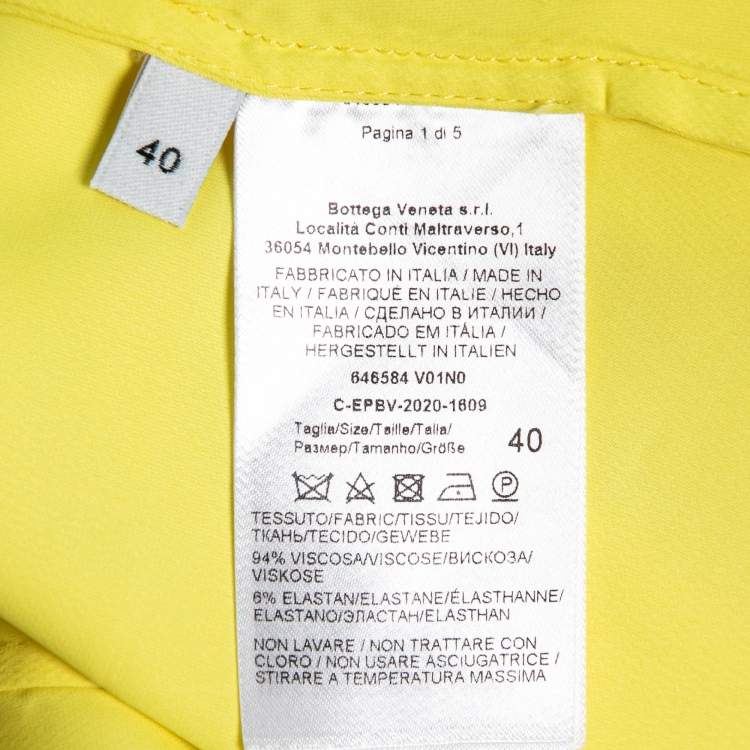 40
Pagina 1 di 5
Bottega Veneta s.r.l.
Località Conti Maltraverso,1
36054 Montebello Vicentino (VI) Italy
FABBRICATO IN ITALIA / MADE IN
ITALY / FABRIQUÉ EN ITALIE / HECHO
EN ITALIA / СДЕЛАНО В ИТАЛИИ /
FABRICADO EM ITÁLIA /
HERGESTELLT IN ITALIEN
646584 V01N0
C-EPBV-2020-1609
Taglia/Size/Taille/Talla/
Размер/Tamanho/Größe 40
P
TESSUTO/FABRIC/TISSU/TEJIDO/
ТКАНЬ/TECIDO/GEWEBE
94% VISCOSA/VISCOSE/ВИСКОЗА/
VISKOSE
6% ELASTAN/ELASTANE/ÉLASTHANNE/
ELASTANO/ЭЛАСТАН/ELASTHAN
NON LAVARE / NON TRATTARE CON
CLORO / NON USARE ASCIUGATRICE /
STIRARE A TEMPERATURA MASSIMA